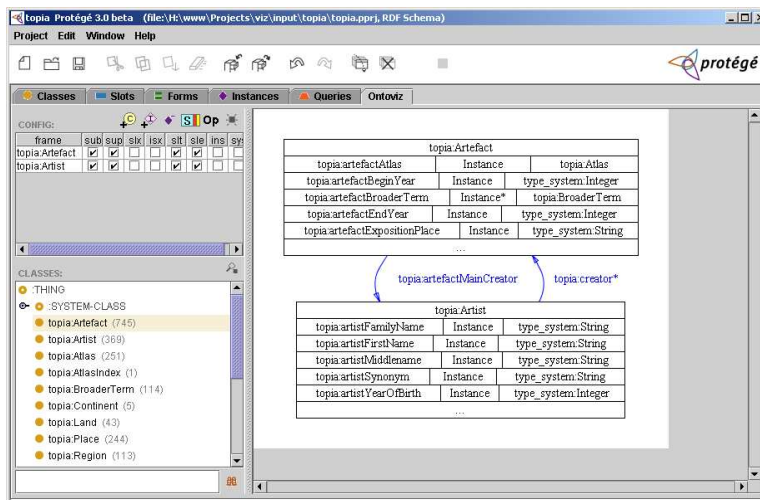 topia Protégé 3.0 beta (file:\H:\www\Projects\viz\input\topia\topia.pprj, RDF Schema)
Project Edit Window Help
protégé
Classes Slots Forms Instances Queries Ontoviz
CONFIG: C I S Op
frame sub sup slx isx slt sle ins sy
topia:Artefact
topia:Artist
CLASSES:
:THING
:SYSTEM-CLASS
topia:Artefact (745)
topia:Artist (369)
topia:Atlas (251)
topia:AtlasIndex (1)
topia:BroaderTerm (114)
topia:Continent (5)
topia:Land (43)
topia:Place (244)
topia:Region (113)
topia:Artefact
topia:artefactAtlas Instance topia:Atlas
topia:artefactBeginYear Instance type_system:Integer
topia:artefactBroaderTerm Instance* topia:BroaderTerm
topia:artefactEndYear Instance type_system:Integer
topia:artefactExpositionPlace Instance type_system:String
...
topia:artefactMainCreator topia:creator*
topia:Artist
topia:artistFamilyName Instance type_system:String
topia:artistFirstName Instance type_system:String
topia:artistMiddlename Instance type_system:String
topia:artistSynonym Instance type_system:String
topia:artistYearOfBirth Instance type_system:Integer
...